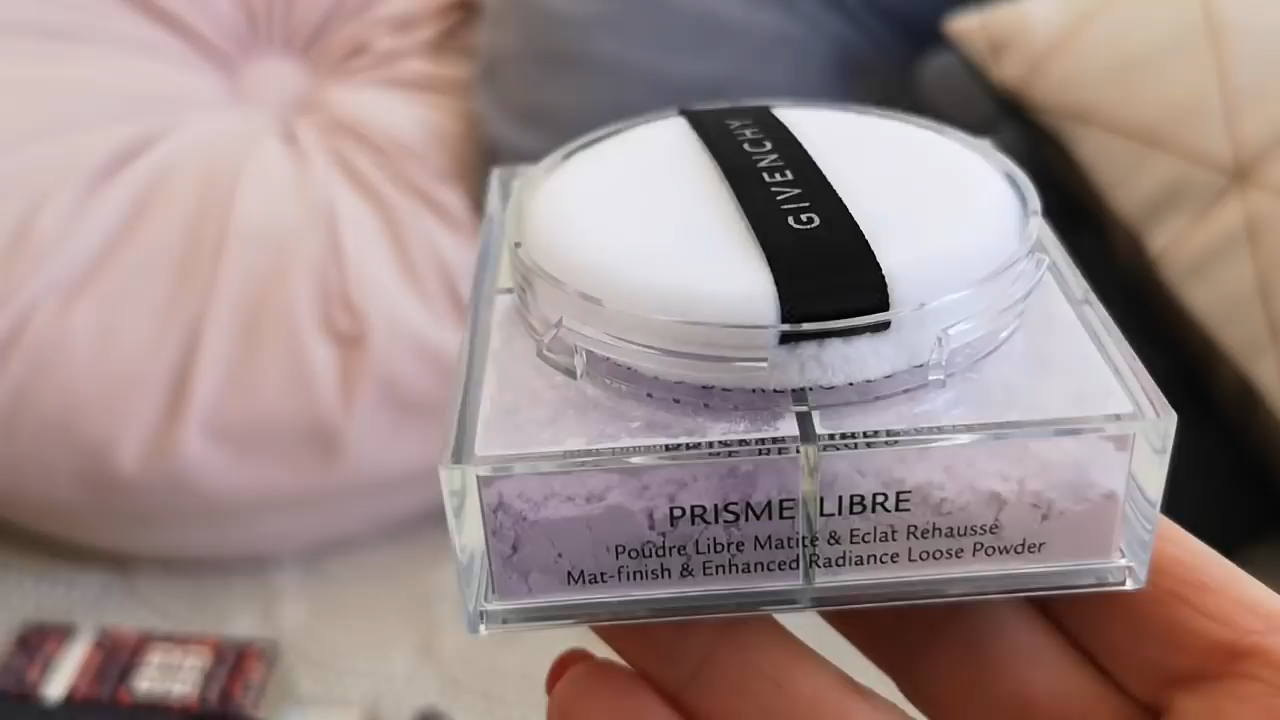 GIVENCHY
PRISME LIBRE
Poudre Libre Matité & Eclat Rehaussé
Mat-finish & Enhanced Radiance Loose Powder